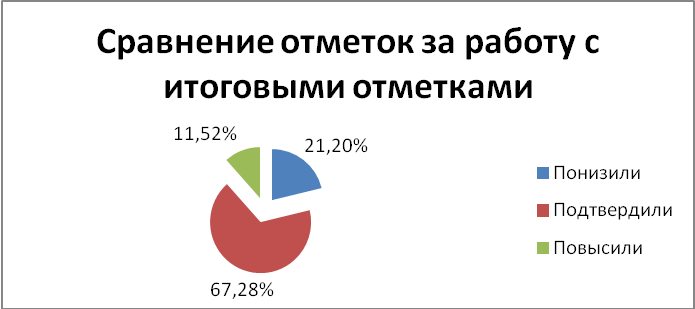 Сравнение отметок за работу с
итоговыми отметками
11,52%
21,20%
Понизили
Подтвердили
Повысили
67,28%